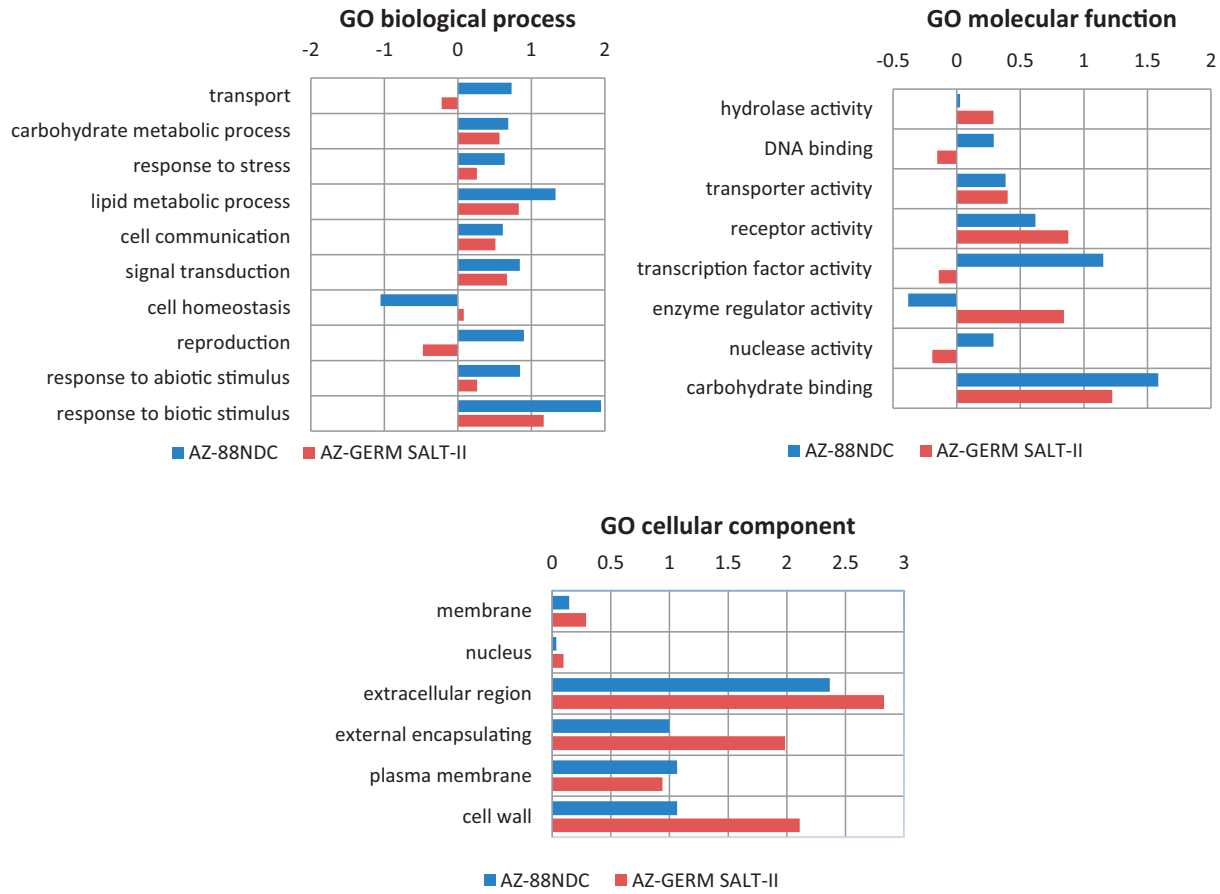 GO biological process
-2 -1 0 1 2
transport
carbohydrate metabolic process
response to stress
lipid metabolic process
cell communication
signal transduction
cell homeostasis
reproduction
response to abiotic stimulus
response to biotic stimulus
AZ-88NDC AZ-GERM SALT-II
GO molecular function
-0.5 0 0.5 1 1.5 2
hydrolase activity
DNA binding
transporter activity
receptor activity
transcription factor activity
enzyme regulator activity
nuclease activity
carbohydrate binding
AZ-88NDC AZ-GERM SALT-II
GO cellular component
0 0.5 1 1.5 2 2.5 3
membrane
nucleus
extracellular region
external encapsulating
plasma membrane
cell wall
AZ-88NDC AZ-GERM SALT-II